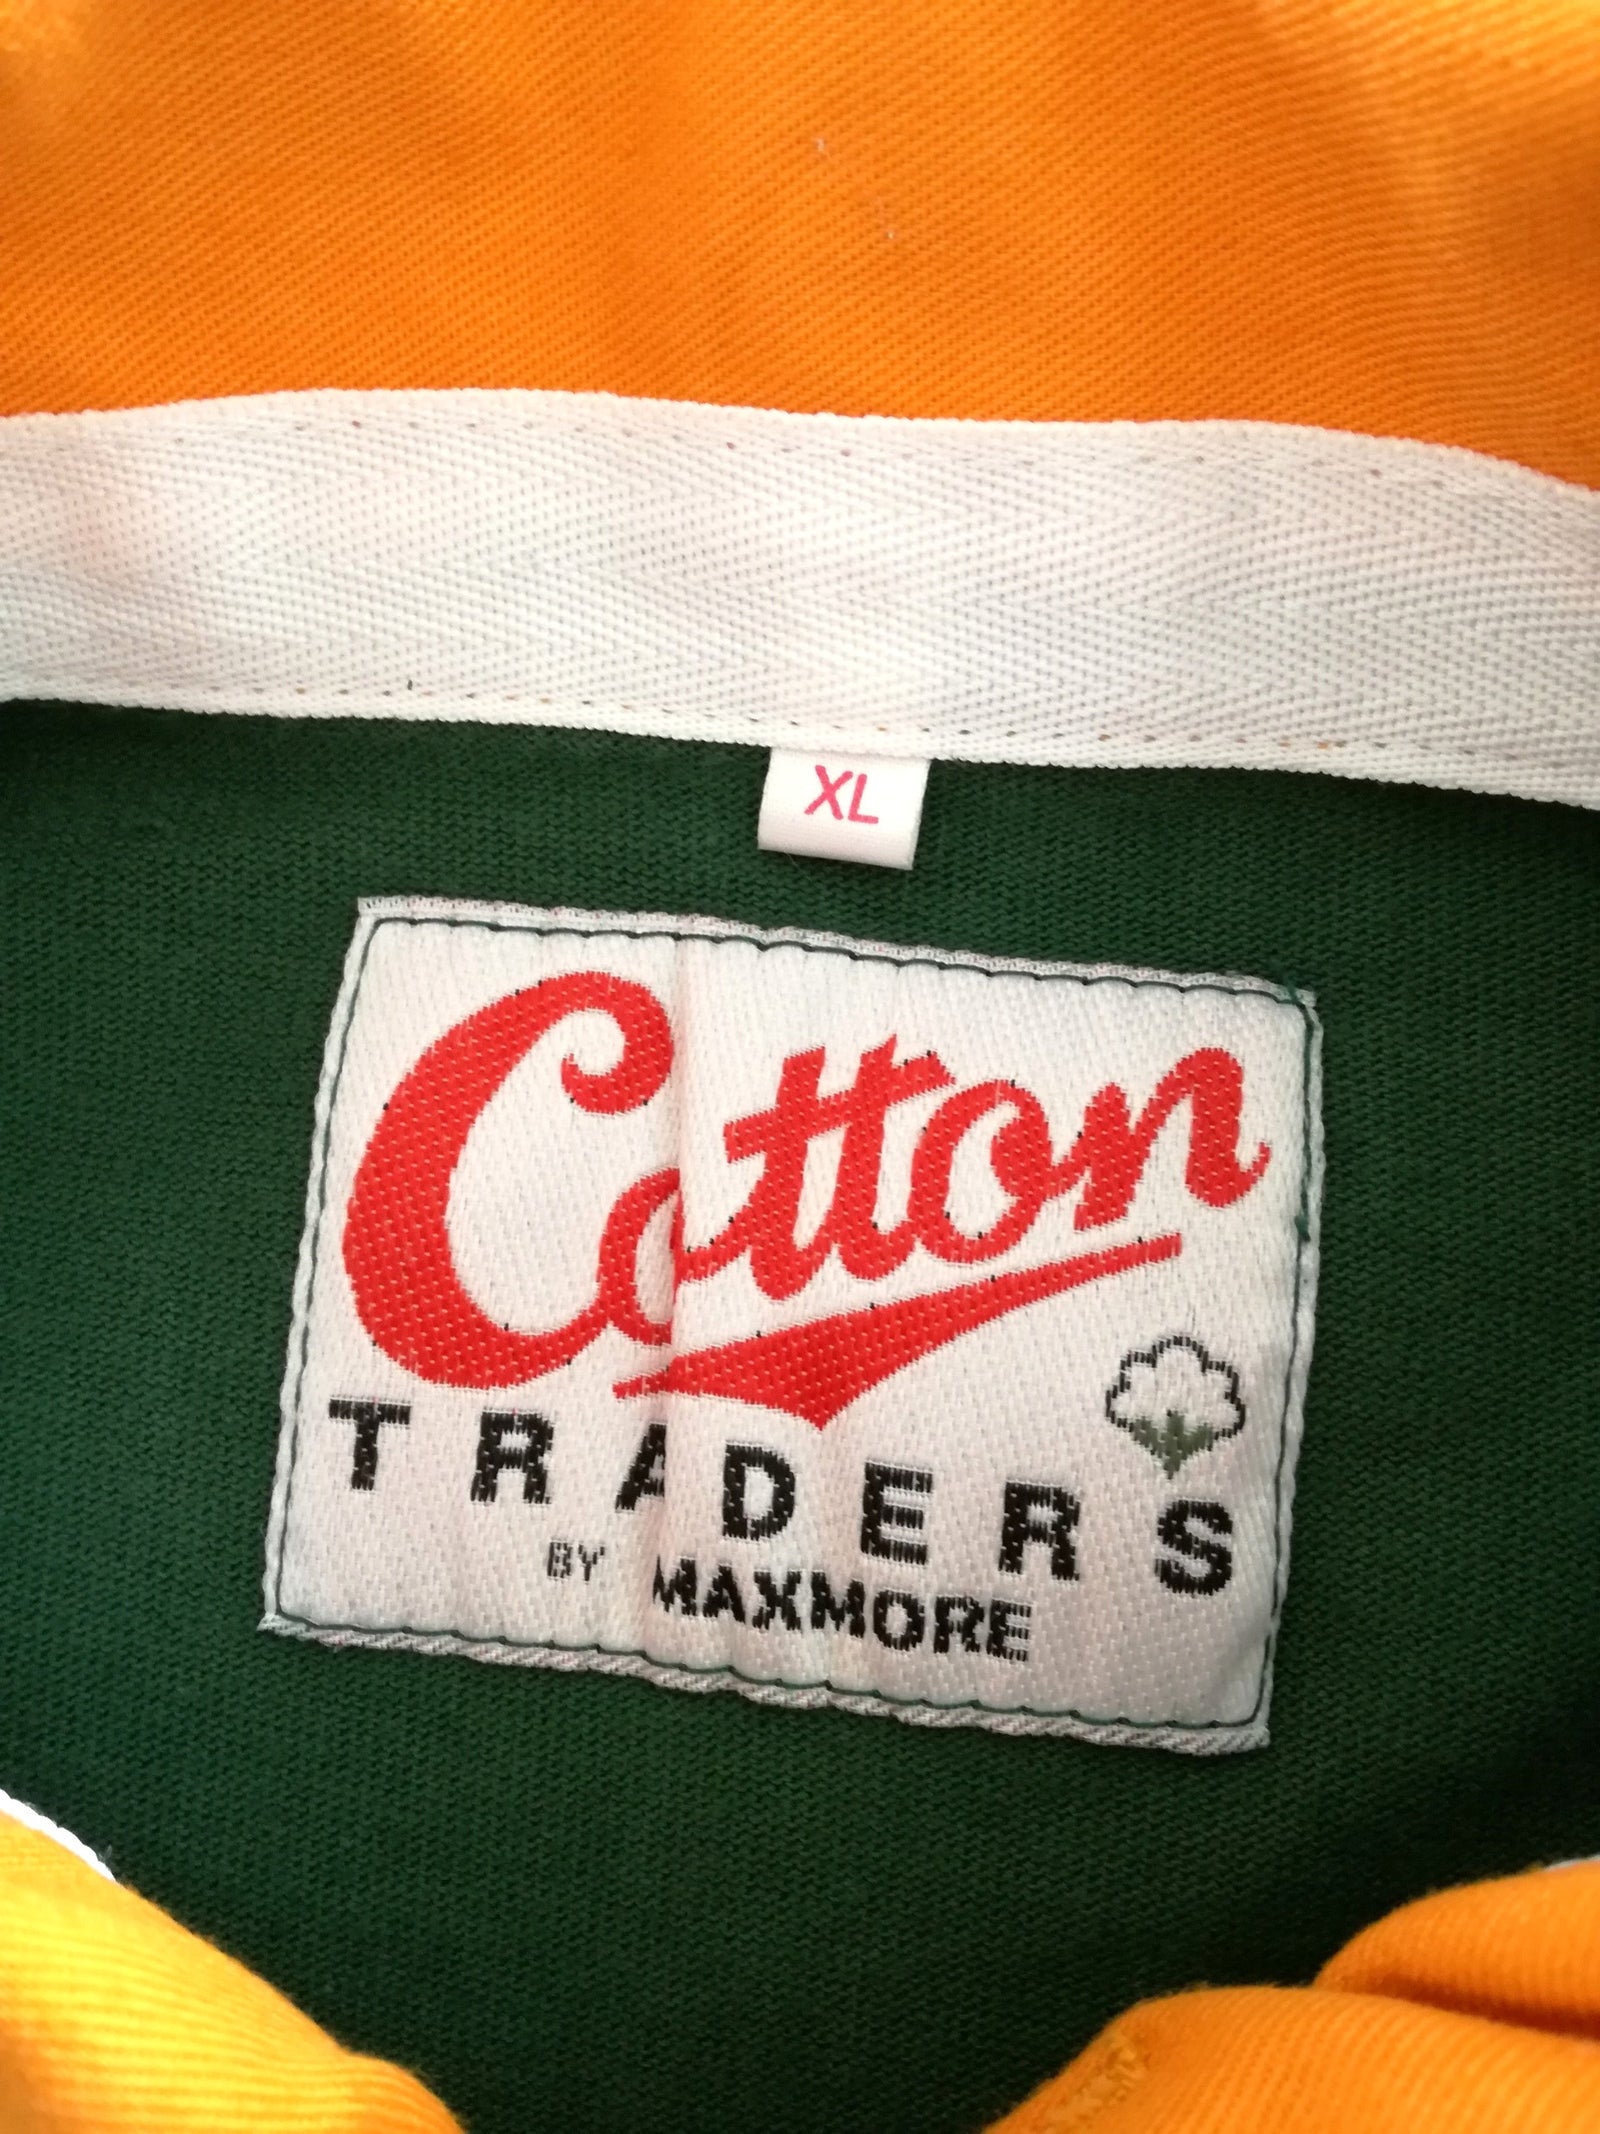 XL
Cotton
TRADERS
BY MAXMORE